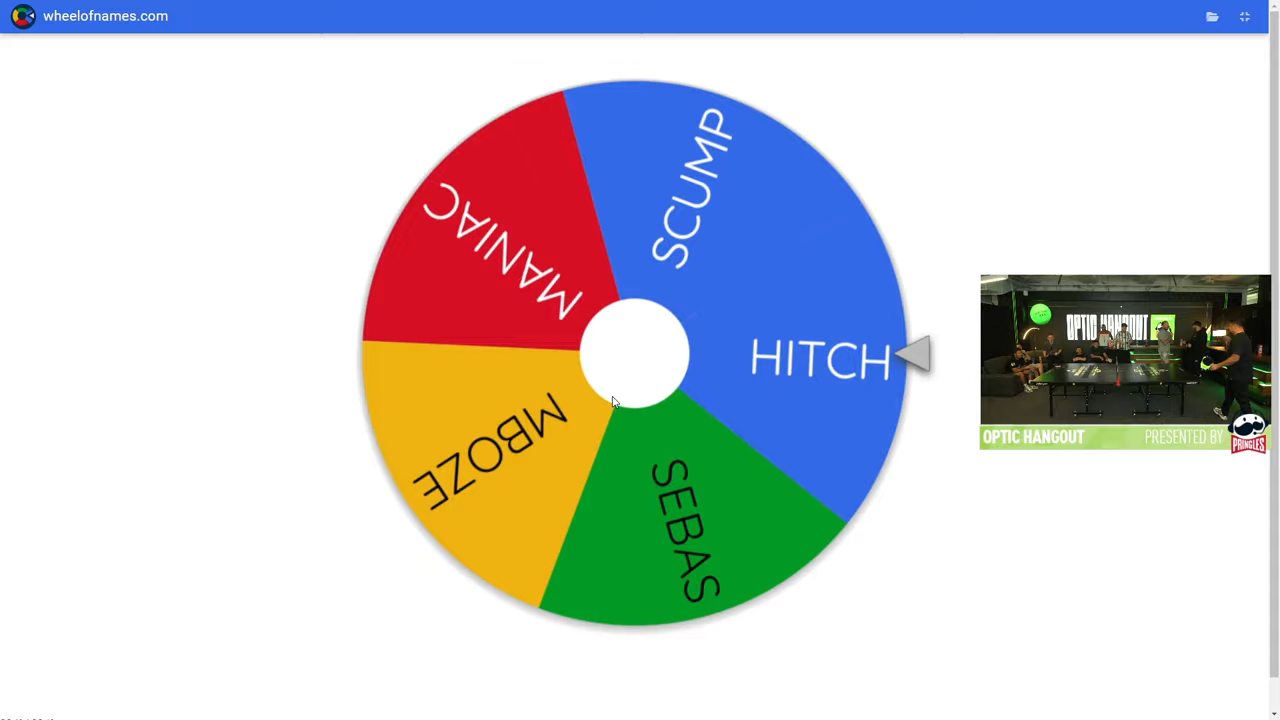 wheelofnames.com
SCUMP
MANIAC
HITCH
MBOZE
SEBAS
OPTIC HANGOUT
OPTIC HANGOUT
PRESENTED BY
PRINGLES